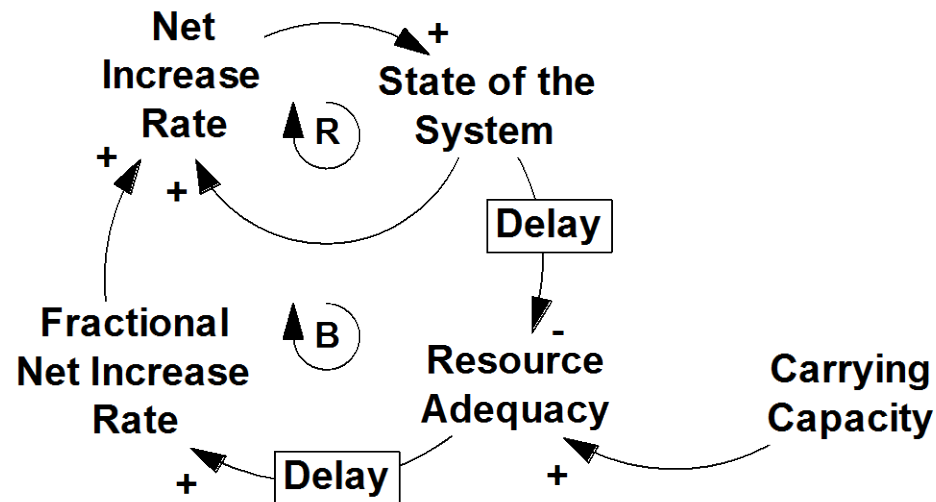 Net
Increase
Rate
+
State of the
System
R
+
+
Delay
B
-
Fractional
Net Increase
Rate
Resource
Adequacy
Carrying
Capacity
+
Delay
+